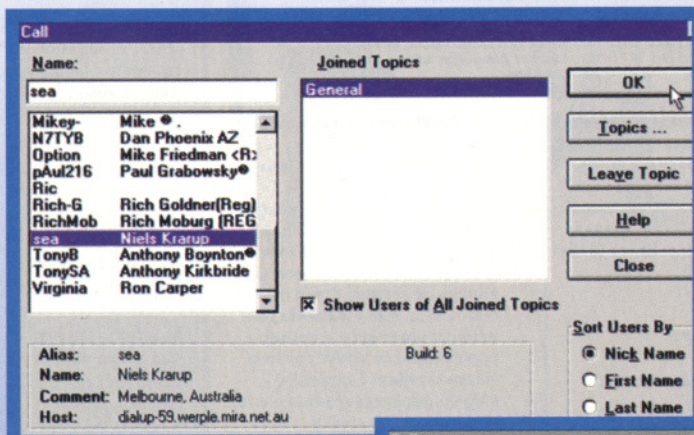 Call
Name:
sea
Mikey- Mike ® .
N7TYB Dan Phoenix AZ
Option Mike Friedman <R>
pAul216 Paul Grabowsky®
Ric
Rich-G Rich Goldner(Reg)
RichMob Rich Moburg (REG
sea Niels Krarup
TonyB Anthony Boynton®
TonySA Anthony Kirkbride
Virginia Ron Carper
Joined Topics
General
Show Users of All Joined Topics
OK
Topics ...
Leave Topic
Help
Close
Sort Users By
Nick Name
First Name
Last Name
Alias: sea Build: 6
Name: Niels Krarup
Comment: Melbourne, Australia
Host: dialup-59.werple.mira.net.au